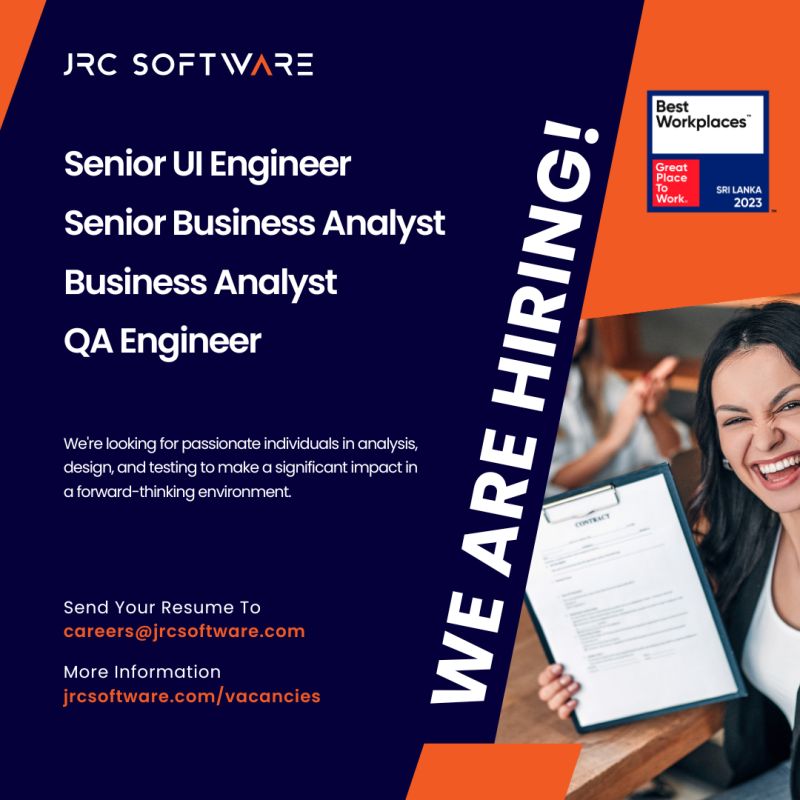 JRC SOFTWARE
Senior UI Engineer
Senior Business Analyst
Business Analyst
QA Engineer
We're looking for passionate individuals in analysis,
design, and testing to make a significant impact in
a forward-thinking environment.
Send Your Resume To
careers@jrcsoftware.com
More Information
jrcsoftware.com/vacancies
WE ARE HIRING!
Best
Workplaces™
Great
Place
To
Work®
SRI LANKA
2023
™
CONTRACT